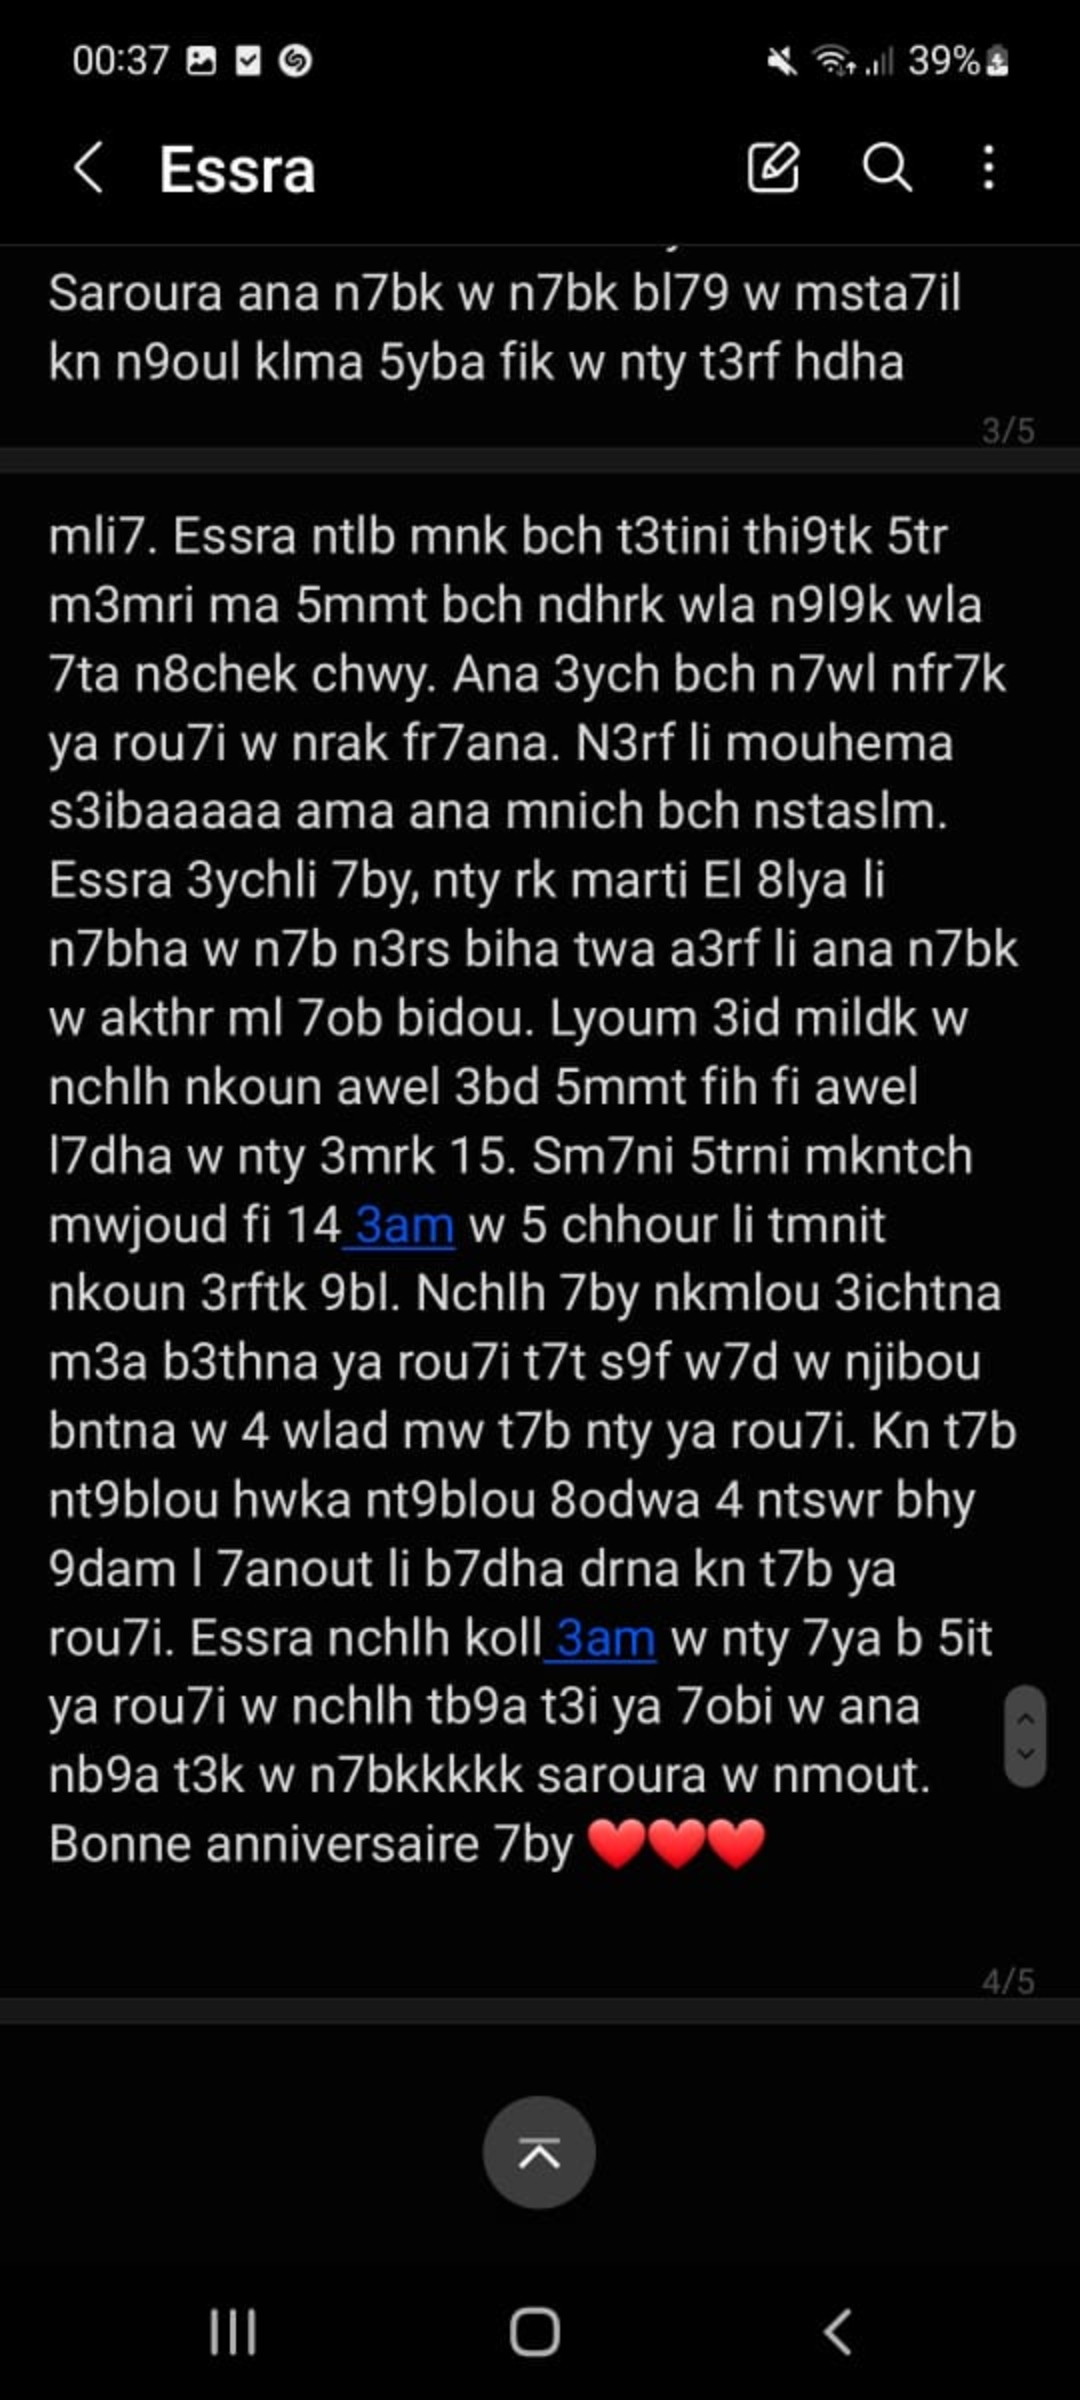 00:37
39%
Essra
Saroura ana n7bk w n7bk bl79 w msta7il
kn n9oul klma 5yba fik w nty t3rf hdha
3/5
mli7. Essra ntlb mnk bch t3tini thi9tk 5tr
m3mri ma 5mmt bch ndhrk wla n9l9k wla
7ta n8chek chwy. Ana 3ych bch n7wl nfr7k
ya rou7i w nrak fr7ana. N3rf li mouhema
s3ibaaaaa ama ana mnich bch nstaslm.
Essra 3ychli 7by, nty rk marti El 8lya li
n7bha w n7b n3rs biha twa a3rf li ana n7bk
w akthr ml 7ob bidou. Lyoum 3id mildk w
nchlh nkoun awel 3bd 5mmt fih fi awel
l7dha w nty 3mrk 15. Sm7ni 5trni mkntch
mwjoud fi 14 3am w 5 chhour li tmnit
nkoun 3rftk 9bl. Nchlh 7by nkmlou 3ichtna
m3a b3thna ya rou7i t7t s9f w7d w njibou
bntna w 4 wlad mw t7b nty ya rou7i. Kn t7b
nt9blou hwka nt9blou 8odwa 4 ntswr bhy
9dam l 7anout li b7dha drna kn t7b ya
rou7i. Essra nchlh koll 3am w nty 7ya b 5it
ya rou7i w nchlh tb9a t3i ya 7obi w ana
nb9a t3k w n7bkkkkk saroura w nmout.
Bonne anniversaire 7by ❤️❤️❤️
4/5